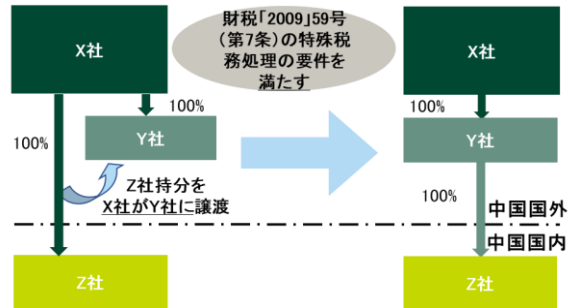 財税「2009」59号
（第7条）の特殊税
務処理の要件を
満たす
X社
100%
Y社
100%
Z社持分を
X社がY社に譲渡
Z社
X社
100%
Y社
100%
中国国外
中国国内
Z社